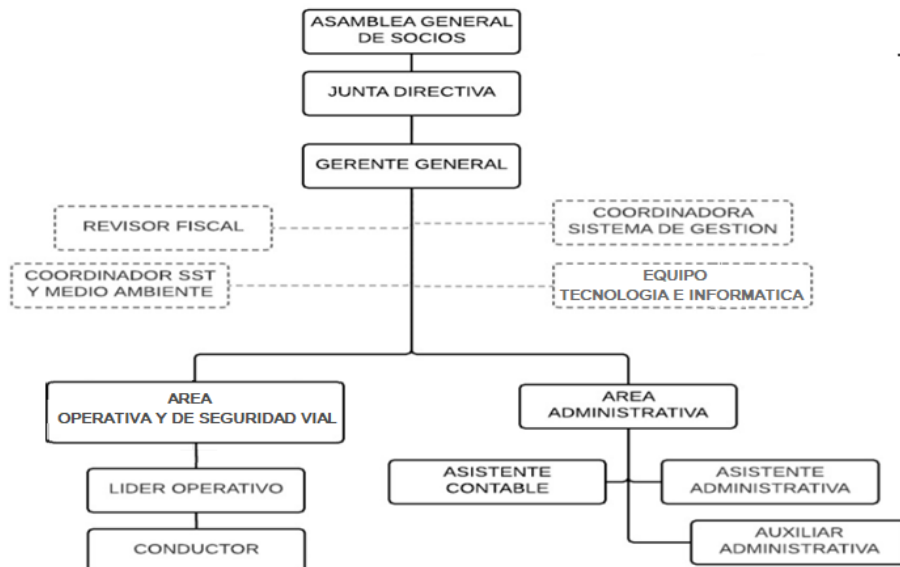 ASAMBLEA GENERAL
DE SOCIOS
JUNTA DIRECTIVA
GERENTE GENERAL
REVISOR FISCAL
COORDINADORA
SISTEMA DE GESTION
COORDINADOR SST
Y MEDIO AMBIENTE
EQUIPO
TECNOLOGIA E INFORMATICA
AREA
OPERATIVA Y DE SEGURIDAD VIAL
AREA
ADMINISTRATIVA
LIDER OPERATIVO
ASISTENTE
CONTABLE
ASISTENTE
ADMINISTRATIVA
CONDUCTOR
AUXILIAR
ADMINISTRATIVA